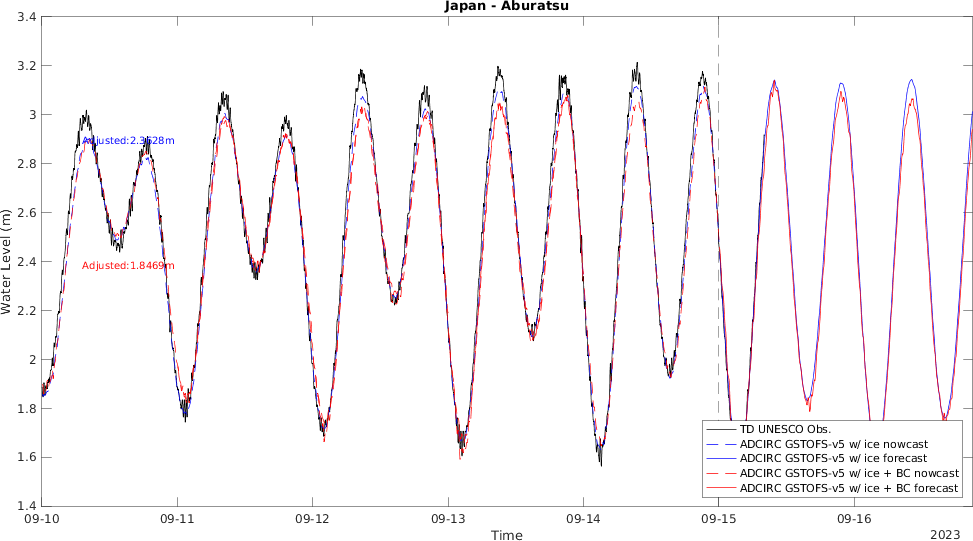 Japan - Aburatsu
3.4
3.2
3
2.8
2.6
2.4
2.2
2
1.8
1.6
1.4
Water Level (m)
Adjusted:2.3628m
Adjusted:1.8469m
TD UNESCO Obs.
ADCIRC GSTOFS-v5 w/ ice nowcast
ADCIRC GSTOFS-v5 w/ ice forecast
ADCIRC GSTOFS-v5 w/ ice + BC nowcast
ADCIRC GSTOFS-v5 w/ ice + BC forecast
09-10 09-11 09-12 09-13 09-14 09-15 09-16
Time
2023